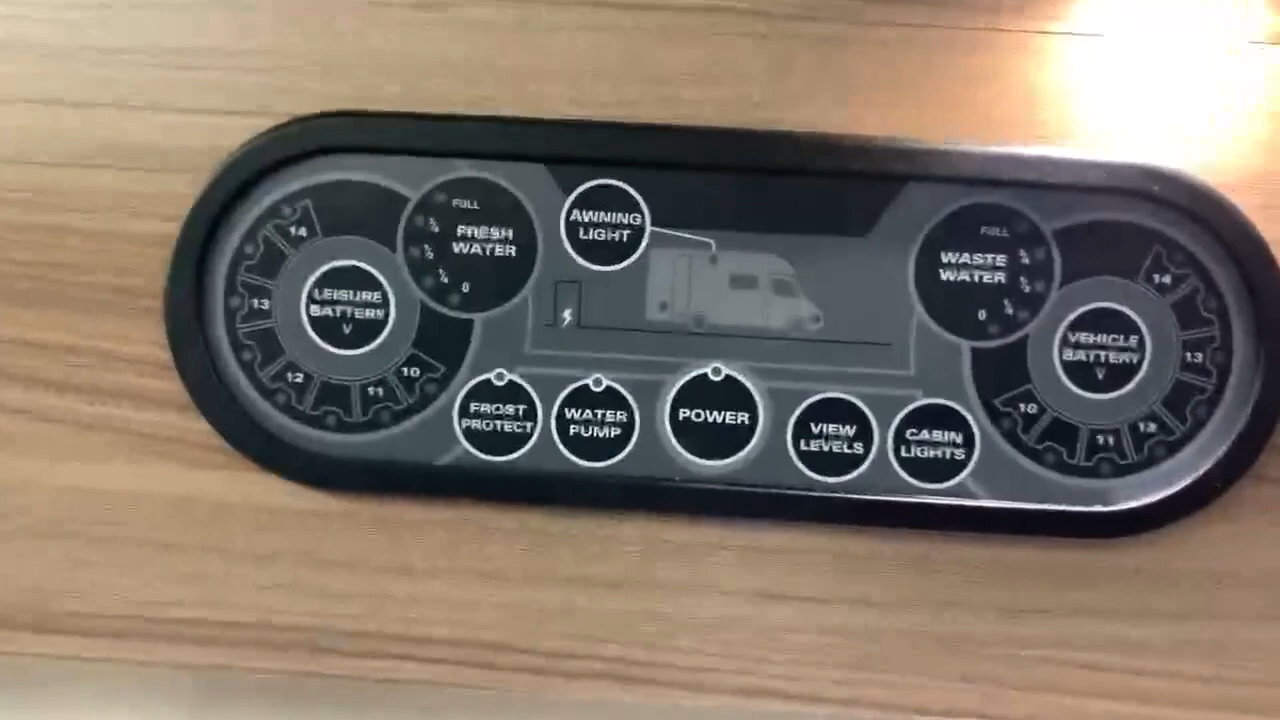 14
13
12
11
10
LEISURE
BATTERY
V
FULL
¾
½
¼
0
FRESH
WATER
AWNING
LIGHT
FULL
¾
½
¼
0
WASTE
WATER
14
13
12
11
10
VEHICLE
BATTERY
V
FROST
PROTECT
WATER
PUMP
POWER
VIEW
LEVELS
CABIN
LIGHTS